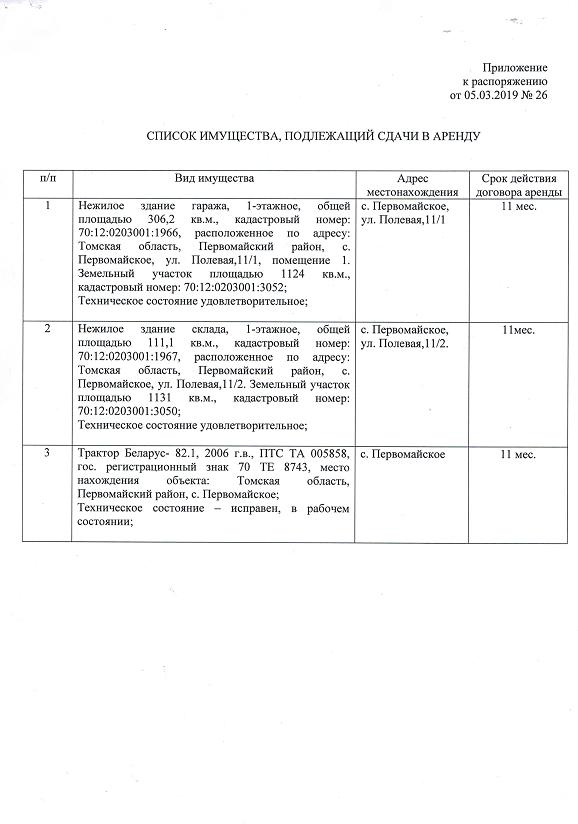 Приложение
к распоряжению
от 05.03.2019 № 26
СПИСОК ИМУЩЕСТВА, ПОДЛЕЖАЩИЙ СДАЧИ В АРЕНДУ
п/п
Вид имущества
Адрес
местонахождения
Срок действия
договора аренды
1
Нежилое здание гаража, 1-этажное, общей
площадью 306,2 кв.м., кадастровый номер:
70:12:0203001:1966, расположенное по адресу:
Томская область, Первомайский район, с.
Первомайское, ул. Полевая,11/1, помещение 1.
Земельный участок площадью 1124 кв.м.,
кадастровый номер: 70:12:0203001:3052;
Техническое состояние удовлетворительное;
с. Первомайское,
ул. Полевая,11/1
11 мес.
2
Нежилое здание склада, 1-этажное, общей
площадью 111,1 кв.м., кадастровый номер:
70:12:0203001:1967, расположенное по адресу:
Томская область, Первомайский район, с.
Первомайское, ул. Полевая,11/2. Земельный участок
площадью 1131 кв.м., кадастровый номер:
70:12:0203001:3050;
Техническое состояние удовлетворительное;
с. Первомайское,
ул. Полевая,11/2.
11мес.
3
Трактор Беларус- 82.1, 2006 г.в., ПТС ТА 005858,
гос. регистрационный знак 70 ТЕ 8743, место
нахождения объекта: Томская область,
Первомайский район, с. Первомайское;
Техническое состояние – исправен, в рабочем
состоянии;
с. Первомайское
11 мес.